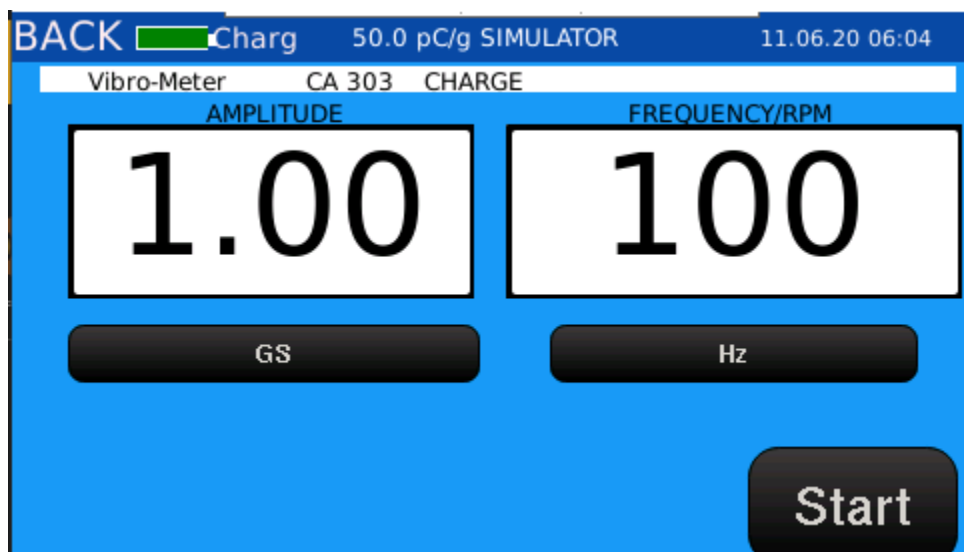 BACK Charg 50.0 pC/g SIMULATOR 11.06.20 06:04
Vibro-Meter CA 303 CHARGE
AMPLITUDE FREQUENCY/RPM
1.00 100
GS Hz
Start